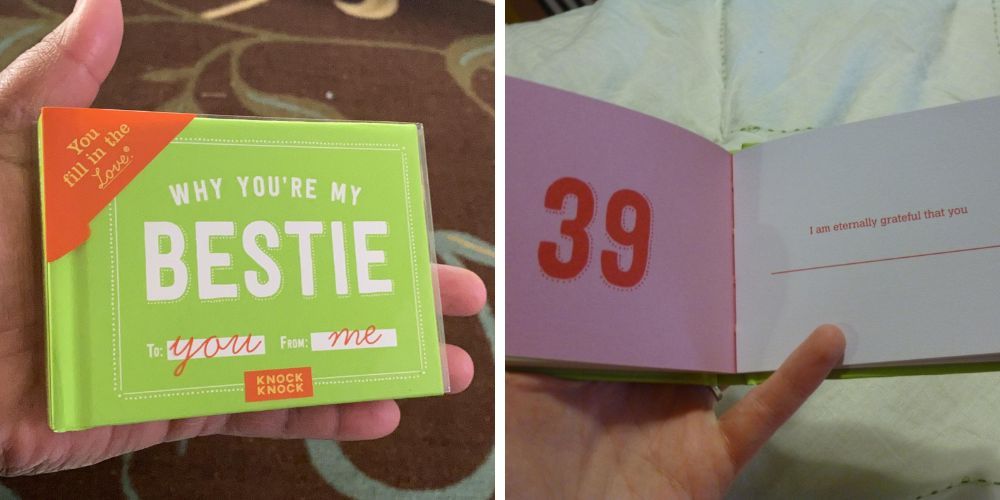 You
fill in the
Love®
WHY YOU'RE MY
BESTIE
To: you From: me
KNOCK
KNOCK
39
I am eternally grateful that you